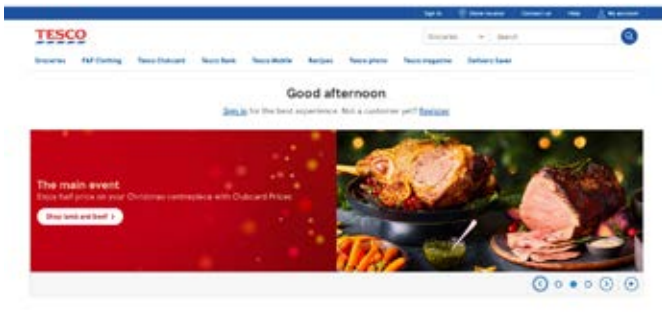 Sign in Store locator Contact us Help My account
TESCO
Groceries Search
Groceries F&F Clothing Tesco Clubcard Tesco Bank Tesco Mobile Recipes Tesco photo Tesco magazine Delivery Saver
Good afternoon
Sign in for the best experience. Not a customer yet? Register
The main event
Enjoy half price on your Christmas centrepiece with Clubcard Prices
Shop lamb and beef